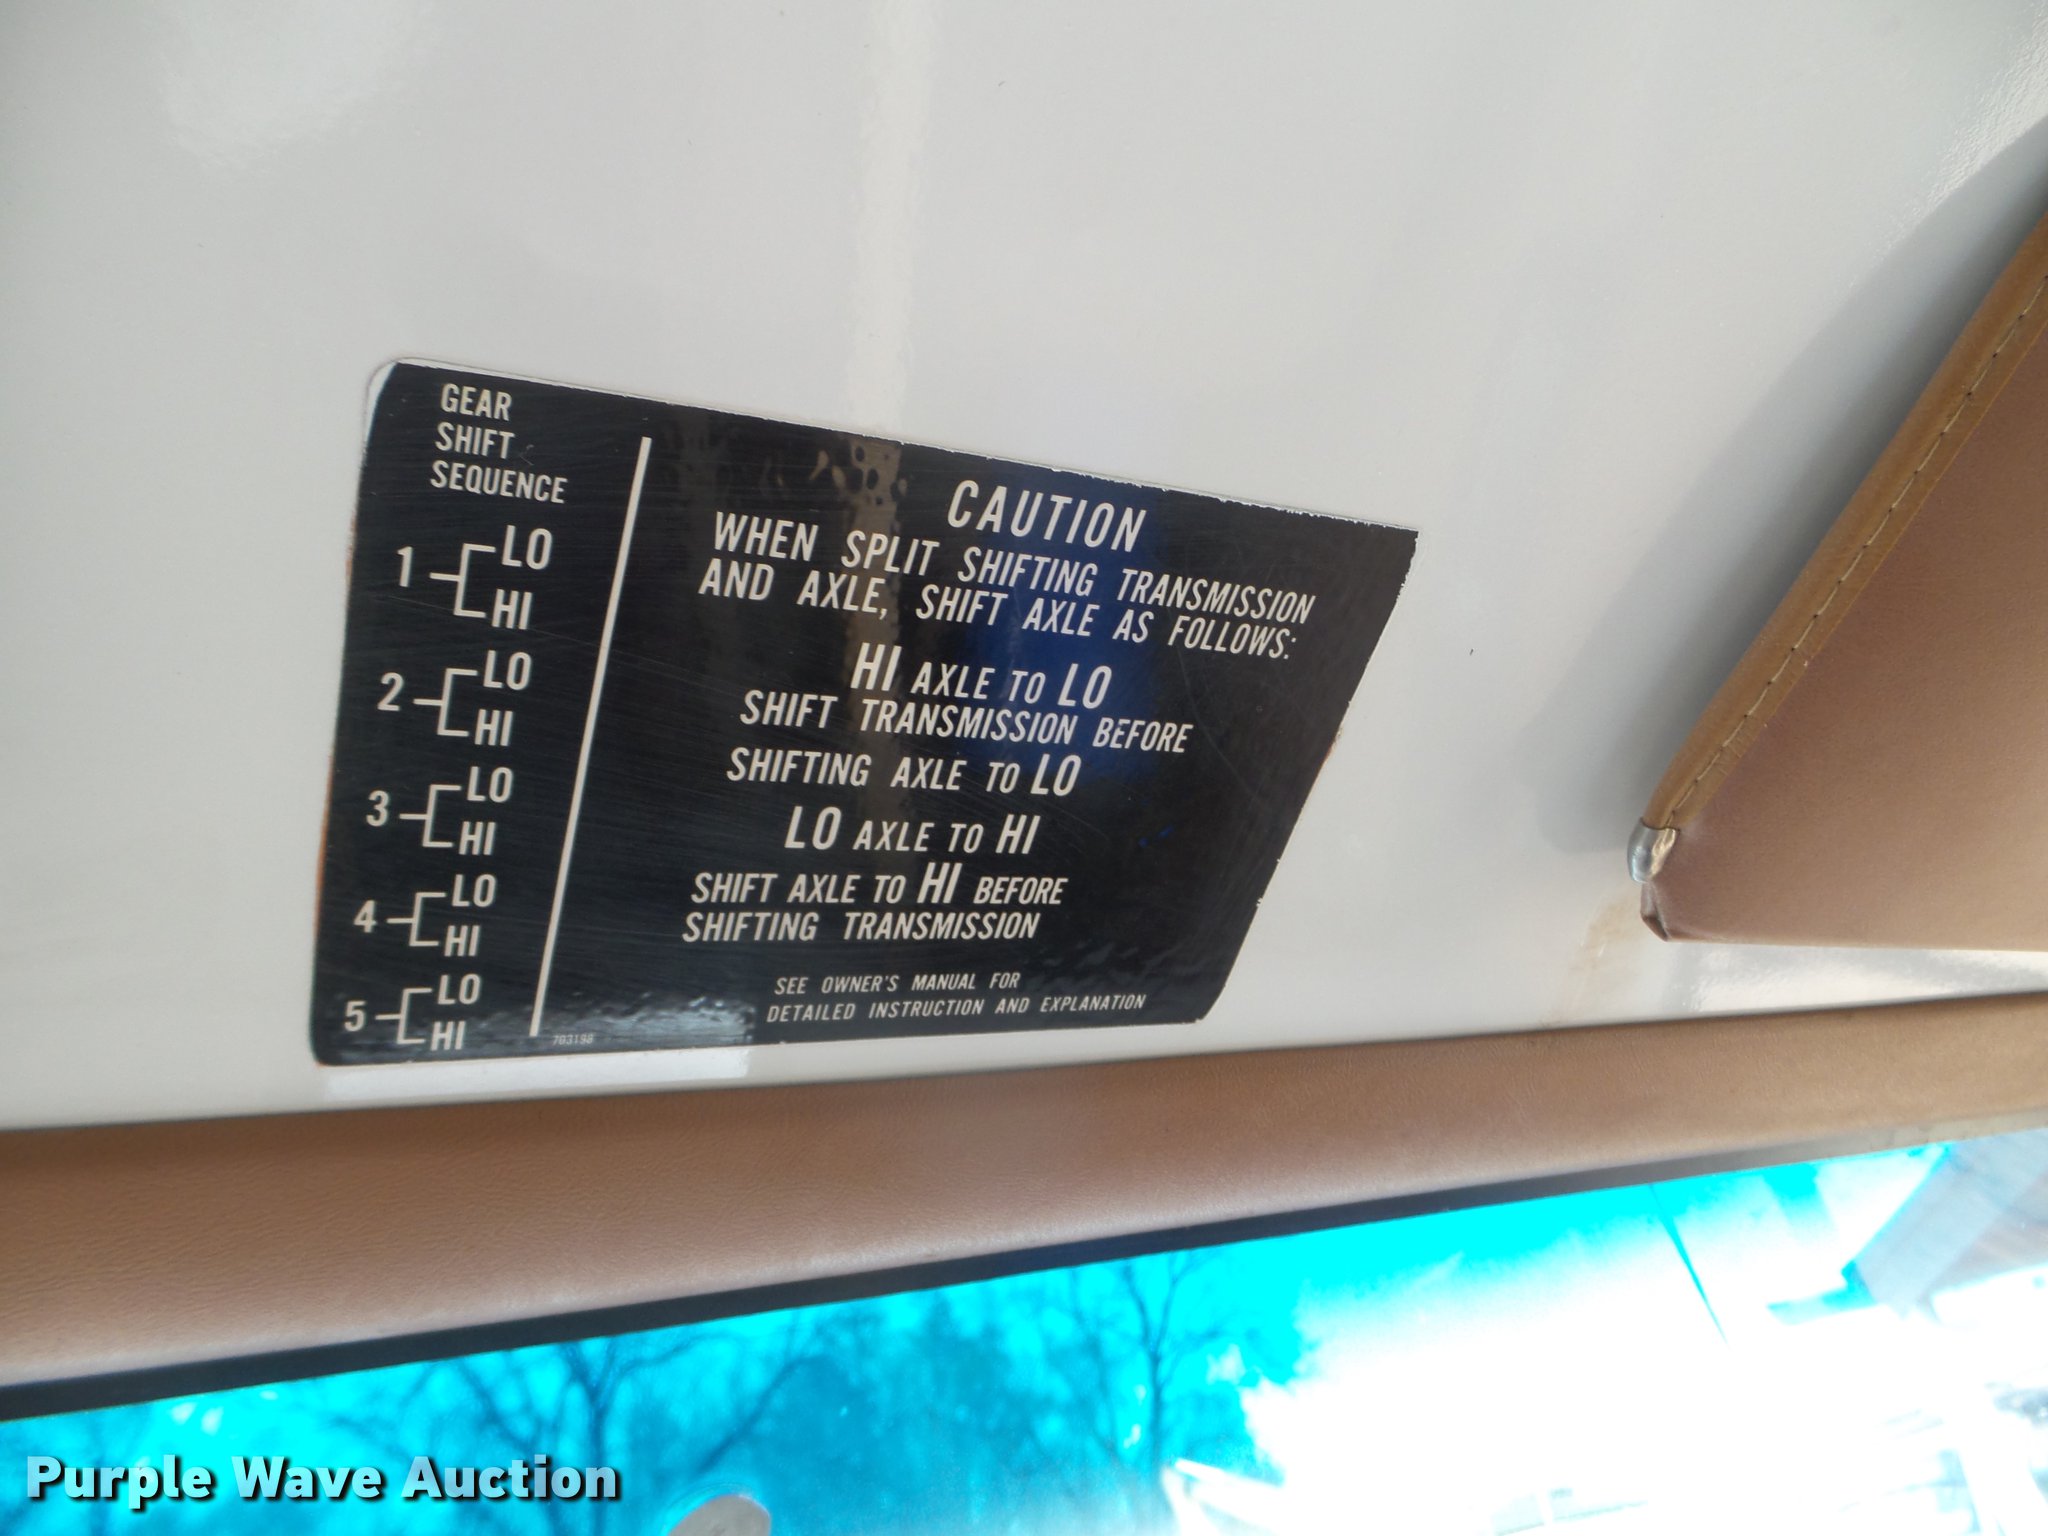 GEAR
SHIFT
SEQUENCE
1 LO
HI
2 LO
HI
3 LO
HI
4 LO
HI
5 LO
HI
CAUTION
WHEN SPLIT SHIFTING TRANSMISSION
AND AXLE, SHIFT AXLE AS FOLLOWS:
HI AXLE TO LO
SHIFT TRANSMISSION BEFORE
SHIFTING AXLE TO LO
LO AXLE TO HI
SHIFT AXLE TO HI BEFORE
SHIFTING TRANSMISSION
SEE OWNER'S MANUAL FOR
DETAILED INSTRUCTION AND EXPLANATION
703198
Purple Wave Auction